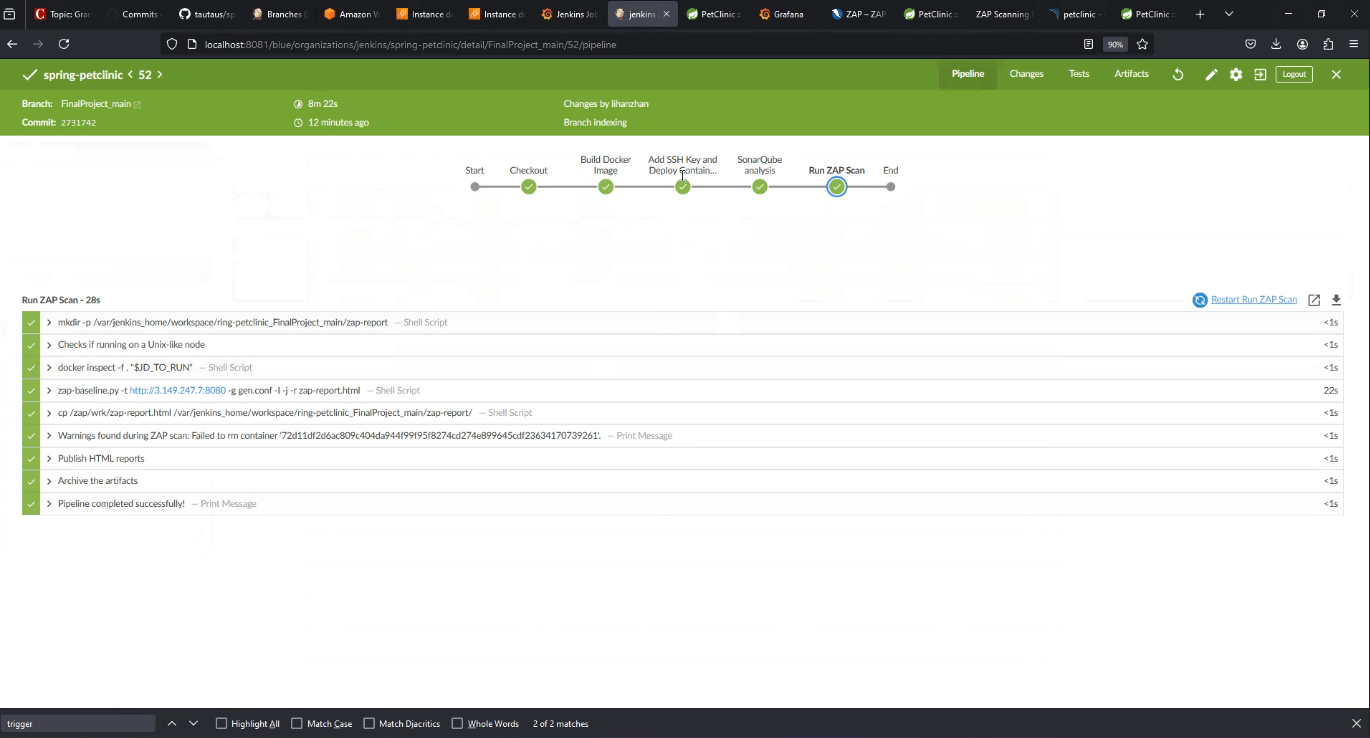 Topic: Gran
Commits
tautaus/sp
Branches (
Amazon W
Instance d
Instance d
Jenkins Jo
jenkins
PetClinic ::
Grafana
ZAP – ZAP
PetClinic ::
ZAP Scanning
petclinic -
PetClinic ::
localhost:8081/blue/organizations/jenkins/spring-petclinic/detail/FinalProject_main/52/pipeline
90%
spring-petclinic < 52 >
Pipeline
Changes
Tests
Artifacts
Logout
Branch: FinalProject_main
8m 22s
Changes by lihanzhan
Commit: 2731742
12 minutes ago
Branch indexing
Start
Checkout
Build Docker
Image
Add SSH Key and
Deploy Contain...
SonarQube
analysis
Run ZAP Scan
End
Run ZAP Scan - 28s
Restart Run ZAP Scan
mkdir -p /var/jenkins_home/workspace/ring-petclinic_FinalProject_main/zap-report — Shell Script <1s
Checks if running on a Unix-like node <1s
docker inspect -f . "$JD_TO_RUN" — Shell Script <1s
zap-baseline.py -t http://3.149.247.7:8080 -g gen.conf -I -j -r zap-report.html — Shell Script 22s
cp /zap/wrk/zap-report.html /var/jenkins_home/workspace/ring-petclinic_FinalProject_main/zap-report/ — Shell Script <1s
Warnings found during ZAP scan: Failed to rm container '72d11df2d6ac809c404da944f99f95f8274cd274e899645cdf23634170739261'. — Print Message <1s
Publish HTML reports <1s
Archive the artifacts <1s
Pipeline completed successfully! — Print Message <1s
trigger
Highlight All
Match Case
Match Diacritics
Whole Words
2 of 2 matches